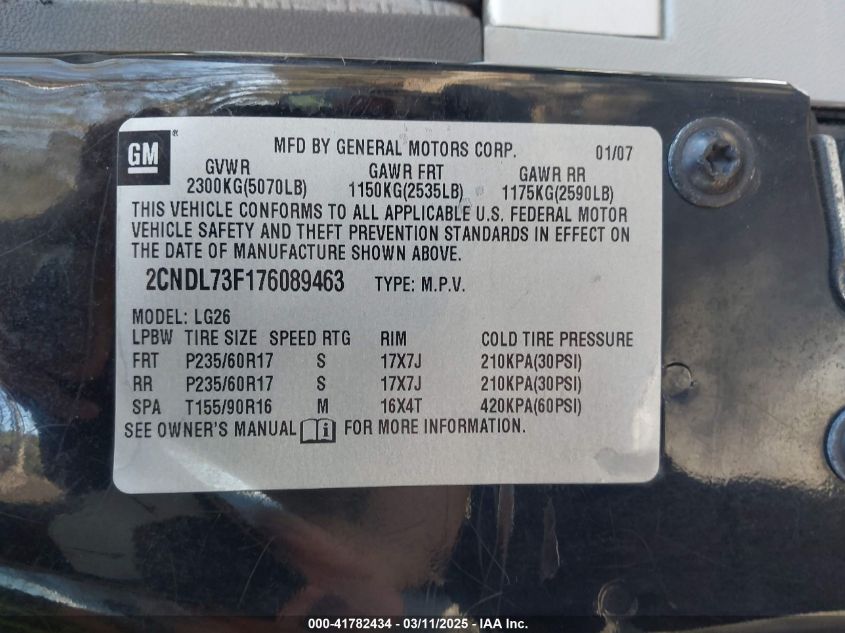 GM ® MFD BY GENERAL MOTORS CORP. 01/07
GVWR GAWR FRT GAWR RR
2300KG(5070LB) 1150KG(2535LB) 1175KG(2590LB)
THIS VEHICLE CONFORMS TO ALL APPLICABLE U.S. FEDERAL MOTOR
VEHICLE SAFETY AND THEFT PREVENTION STANDARDS IN EFFECT ON
THE DATE OF MANUFACTURE SHOWN ABOVE.
2CNDL73F176089463 TYPE: M.P.V.
MODEL: LG26
LPBW TIRE SIZE SPEED RTG RIM COLD TIRE PRESSURE
FRT P235/60R17 S 17X7J 210KPA(30PSI)
RR P235/60R17 S 17X7J 210KPA(30PSI)
SPA T155/90R16 M 16X4T 420KPA(60PSI)
SEE OWNER'S MANUAL i FOR MORE INFORMATION.
000-41782434 - 03/11/2025 - IAA Inc.